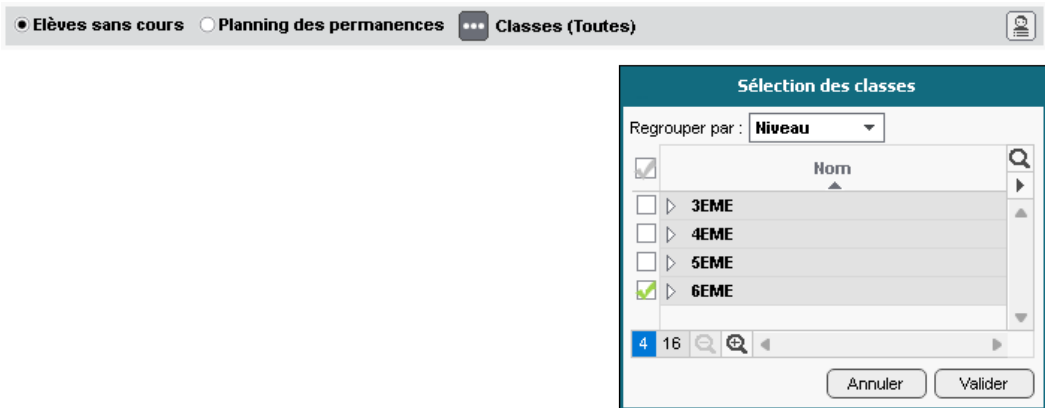 Elèves sans cours Planning des permanences Classes (Toutes)
Sélection des classes
Regrouper par : Niveau
Nom
3EME
4EME
5EME
6EME
4 16
Annuler Valider